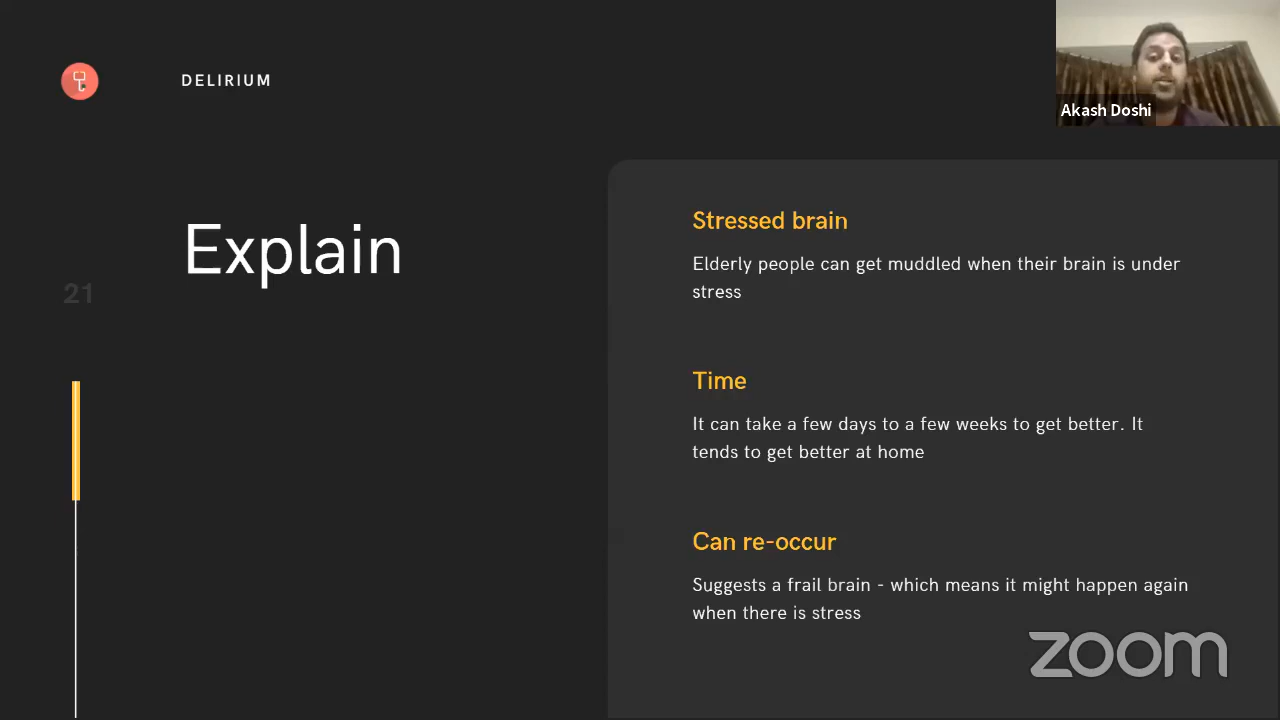 DELIRIUM
Akash Doshi
Explain
21
Stressed brain
Elderly people can get muddled when their brain is under
stress
Time
It can take a few days to a few weeks to get better. It
tends to get better at home
Can re-occur
Suggests a frail brain - which means it might happen again
when there is stress
zoom